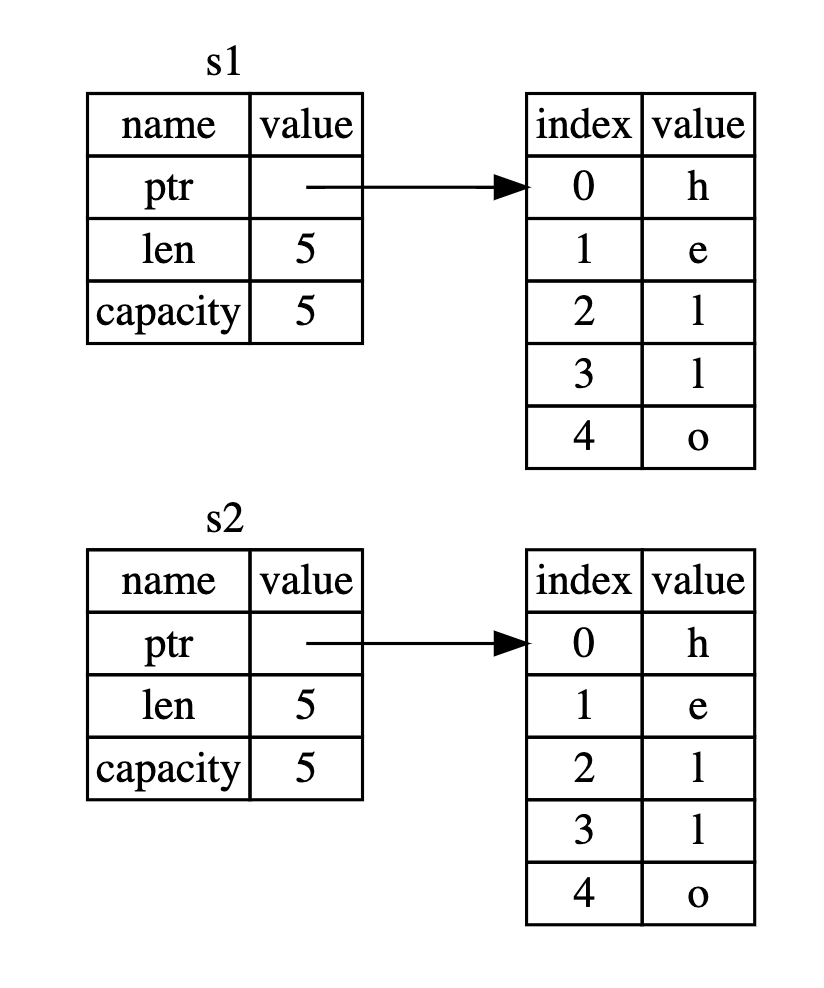 s1
name value
ptr
len 5
capacity 5
index value
0 h
1 e
2 l
3 l
4 o
s2
name value
ptr
len 5
capacity 5
index value
0 h
1 e
2 l
3 l
4 o